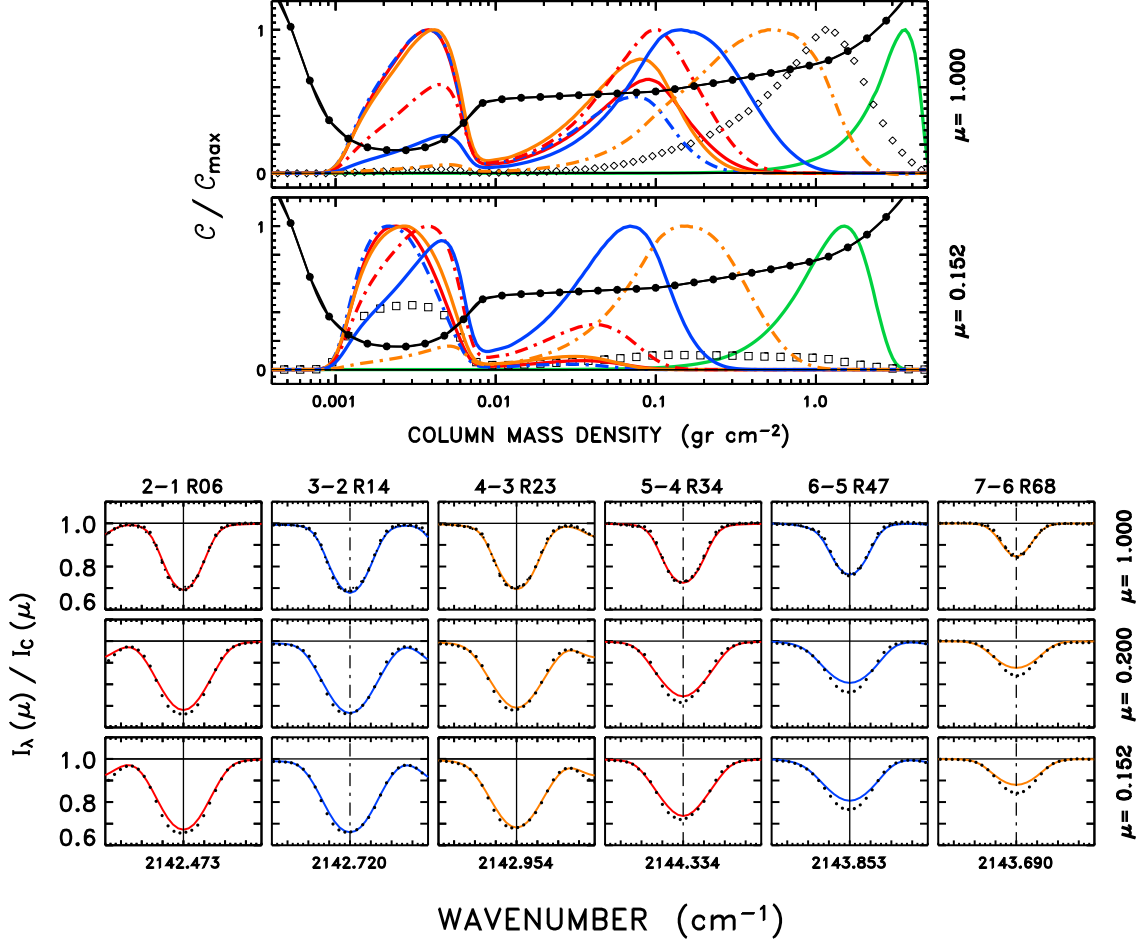 1
0
μ= 1.000
C / Cmax
1
0
μ= 0.152
0.001 0.01 0.1 1.0
COLUMN MASS DENSITY (gr cm−2)
2−1 R06 3−2 R14 4−3 R23 5−4 R34 6−5 R47 7−6 R68
1.0
0.8
0.6
μ= 1.000
μ= 0.200
Iλ(μ) / IC(μ)
1.0
0.8
0.6
μ= 0.152
2142.473 2142.720 2142.954 2144.334 2143.853 2143.690
WAVENUMBER (cm−1)